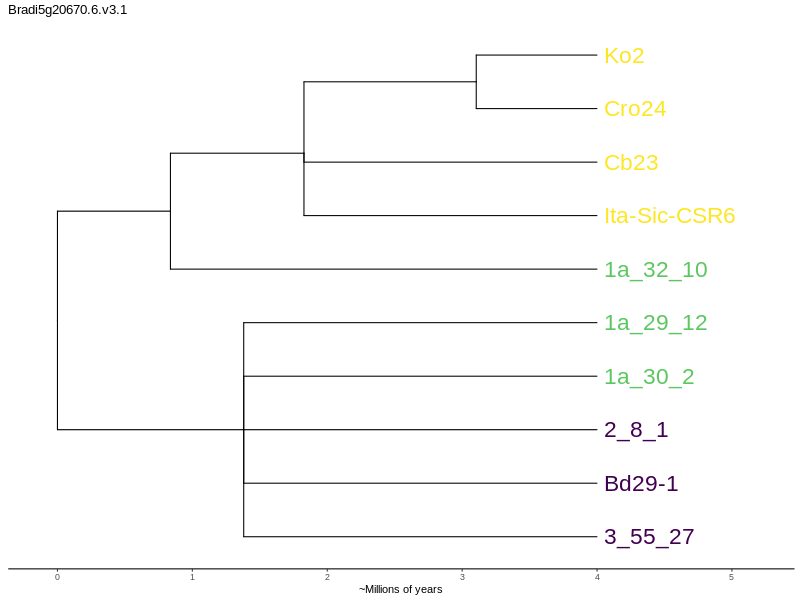 Bradi5g20670.6.v3.1
Ko2
Cro24
Cb23
Ita-Sic-CSR6
1a_32_10
1a_29_12
1a_30_2
2_8_1
Bd29-1
3_55_27
0 1 2 3 4 5
~Millions of years